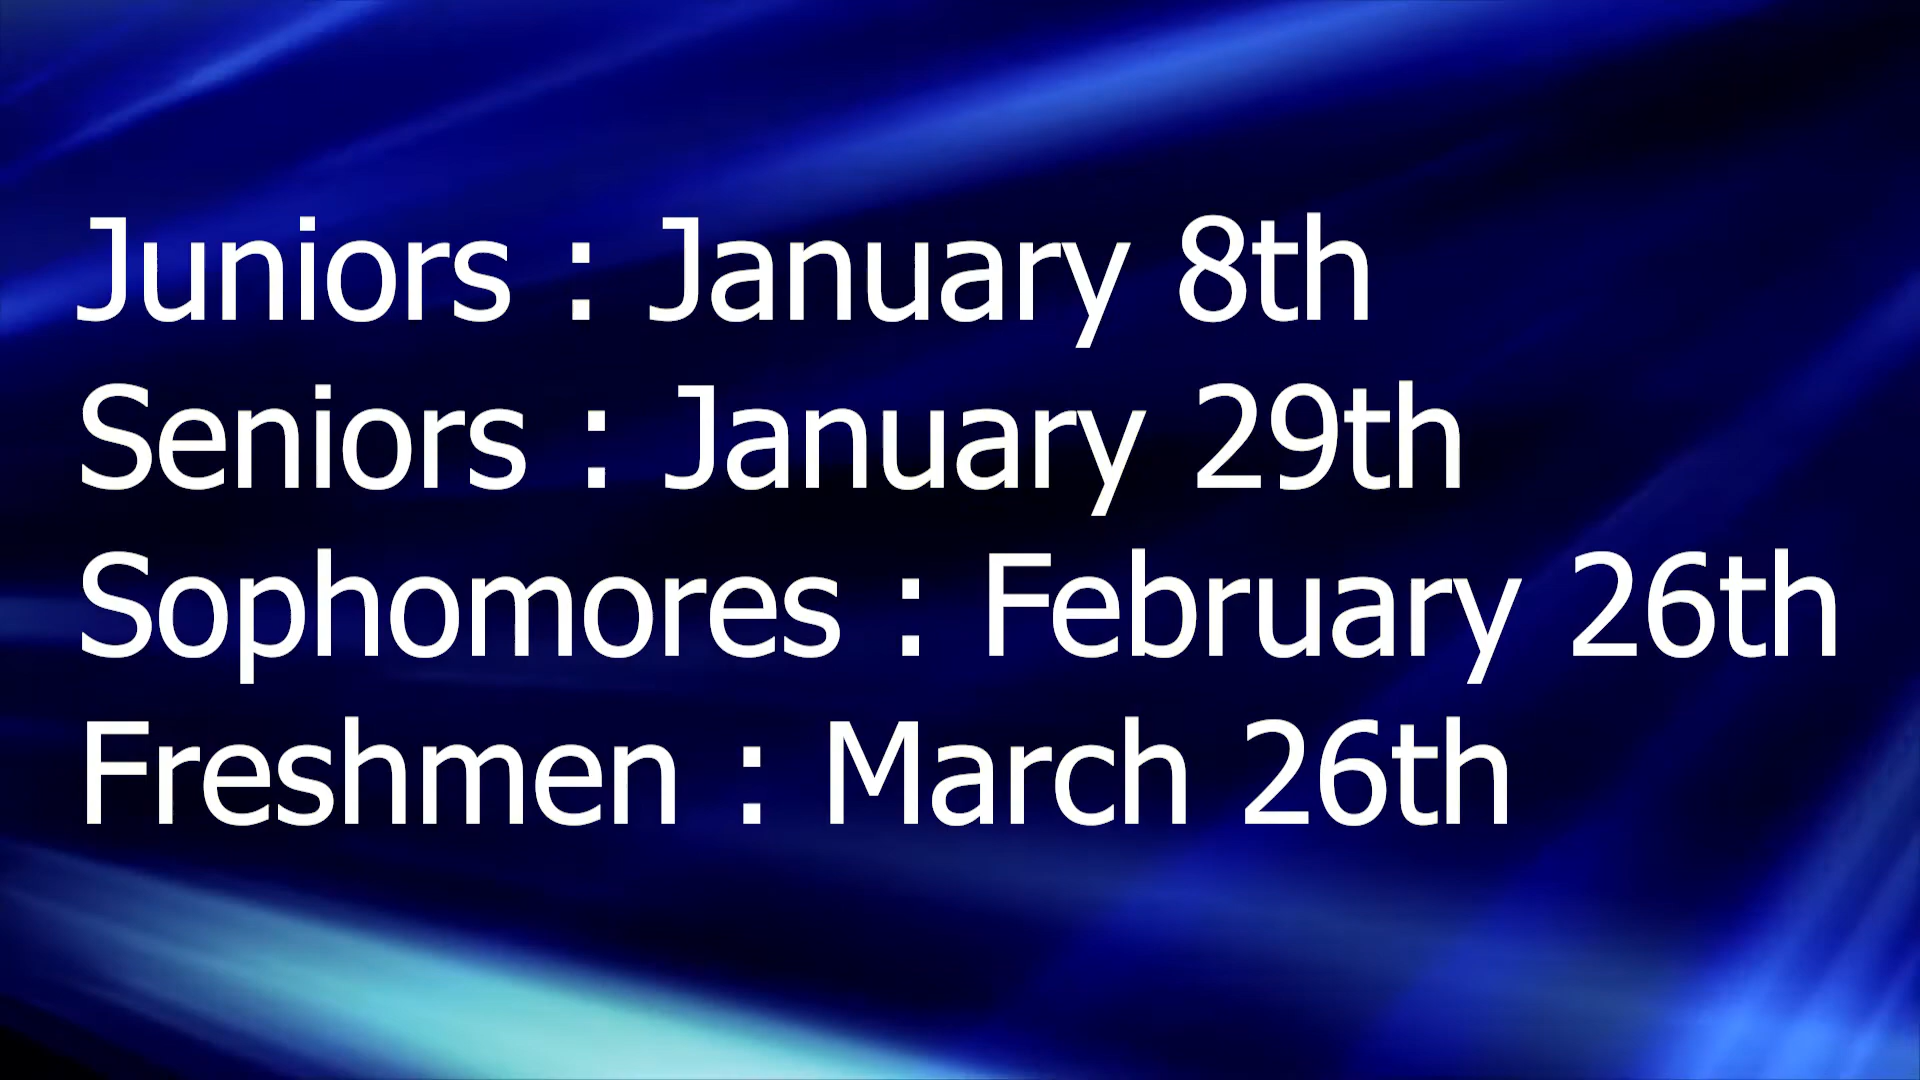 Juniors : January 8th
Seniors : January 29th
Sophomores : February 26th
Freshmen : March 26th